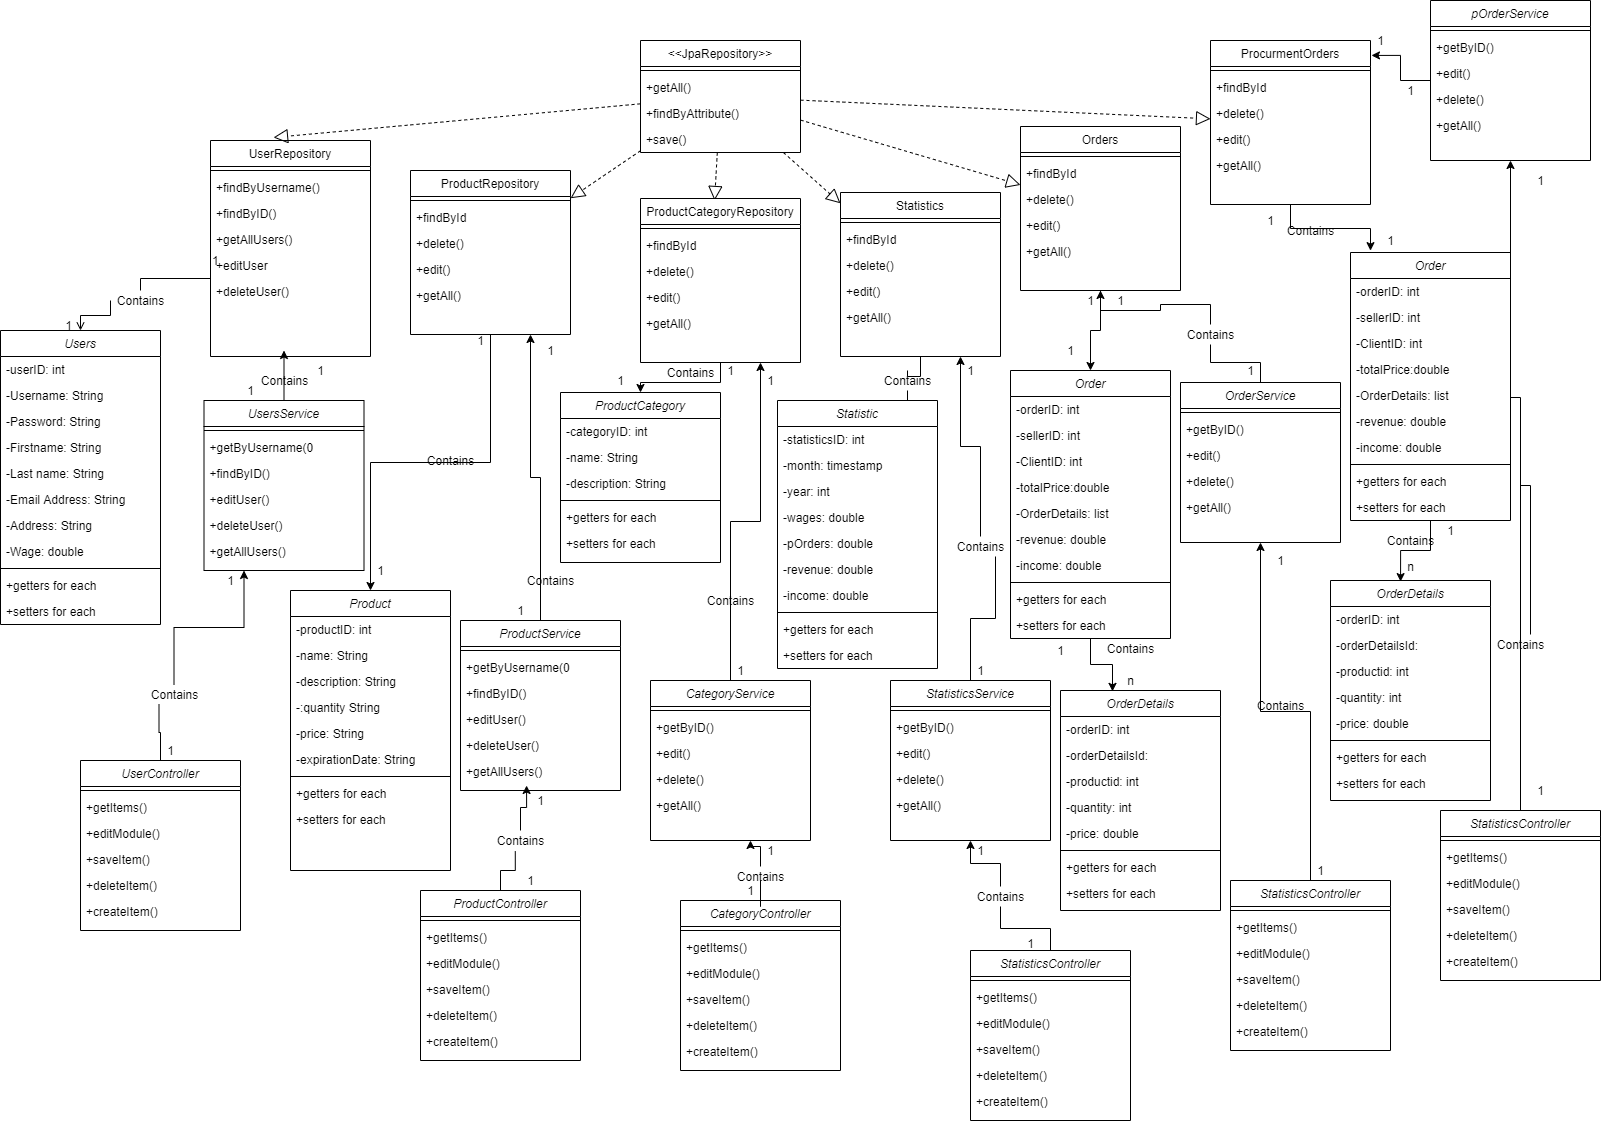 <<JpaRepository>>
+getAll()
+findByAttribute()
+save()
UserRepository
+findByUsername()
+findByID()
+getAllUsers()
+editUser
+deleteUser()
1
Contains
1
Users
-userID: int
-Username: String
-Password: String
-Firstname: String
-Last name: String
-Email Address: String
-Address: String
-Wage: double
+getters for each
+setters for each
1
Contains
1
UsersService
+getByUsername(0
+findByID()
+editUser()
+deleteUser()
+getAllUsers()
1
Contains
1
UserController
+getItems()
+editModule()
+saveItem()
+deleteItem()
+createItem()
ProductRepository
+findById
+delete()
+edit()
+getAll()
1
Contains
1
Product
-productID: int
-name: String
-description: String
-:quantity String
-price: String
-expirationDate: String
+getters for each
+setters for each
1
Contains
1
ProductService
+getByUsername(0
+findByID()
+editUser()
+deleteUser()
+getAllUsers()
1
Contains
1
ProductController
+getItems()
+editModule()
+saveItem()
+deleteItem()
+createItem()
ProductCategoryRepository
+findById
+delete()
+edit()
+getAll()
1
Contains
1
ProductCategory
-categoryID: int
-name: String
-description: String
+getters for each
+setters for each
1
Contains
1
CategoryService
+getByID()
+edit()
+delete()
+getAll()
1
Contains
1
CategoryController
+getItems()
+editModule()
+saveItem()
+deleteItem()
+createItem()
Statistics
+findById
+delete()
+edit()
+getAll()
Contains
Statistic
-statisticsID: int
-month: timestamp
-year: int
-wages: double
-pOrders: double
-revenue: double
-income: double
+getters for each
+setters for each
1
Contains
1
StatisticsService
+getByID()
+edit()
+delete()
+getAll()
1
Contains
1
StatisticsController
+getItems()
+editModule()
+saveItem()
+deleteItem()
+createItem()
Orders
+findById
+delete()
+edit()
+getAll()
1
1
1
Order
-orderID: int
-sellerID: int
-ClientID: int
-totalPrice:double
-OrderDetails: list
-revenue: double
-income: double
+getters for each
+setters for each
1
Contains
n
OrderDetails
-orderID: int
-orderDetailsId:
-productid: int
-quantity: int
-price: double
+getters for each
+setters for each
Contains
1
OrderService
+getByID()
+edit()
+delete()
+getAll()
1
Contains
1
StatisticsController
+getItems()
+editModule()
+saveItem()
+deleteItem()
+createItem()
ProcurmentOrders
+findById
+delete()
+edit()
+getAll()
1
Contains
1
Order
-orderID: int
-sellerID: int
-ClientID: int
-totalPrice:double
-OrderDetails: list
-revenue: double
-income: double
+getters for each
+setters for each
1
Contains
n
OrderDetails
-orderID: int
-orderDetailsId:
-productid: int
-quantity: int
-price: double
+getters for each
+setters for each
1
1
pOrderService
+getByID()
+edit()
+delete()
+getAll()
1
Contains
1
StatisticsController
+getItems()
+editModule()
+saveItem()
+deleteItem()
+createItem()